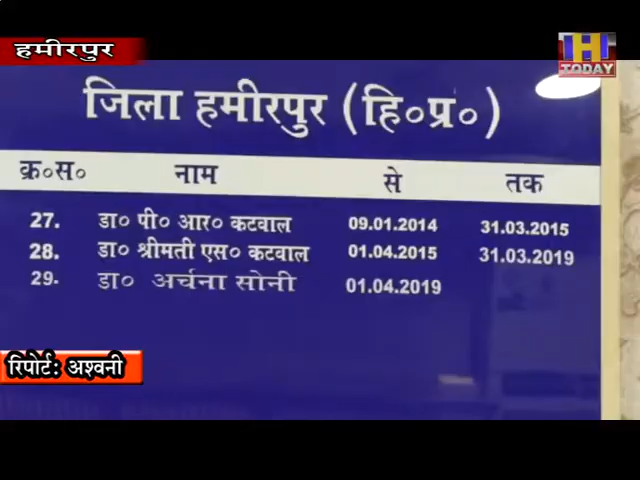 हमीरपुर
H
TODAY
जिला हमीरपुर (हि०प्र०)
क्र०स० नाम से तक
27. डा० पी० आर० कटवाल 09.01.2014 31.03.2015
28. डा० श्रीमती एस० कटवाल 01.04.2015 31.03.2019
29. डा० अर्चना सोनी 01.04.2019
रिपोर्ट: अश्वनी